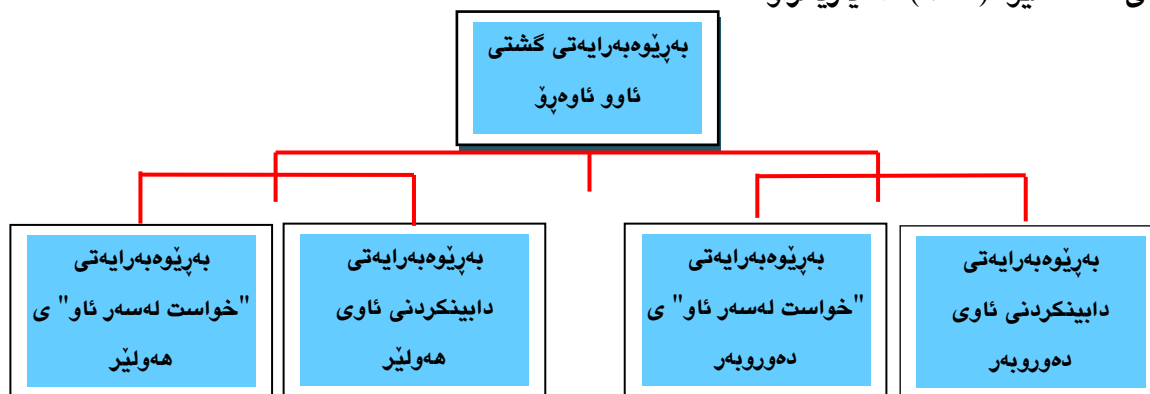 بەڕێوەبەرایەتی گشتی
ئاوو ئاوەڕۆ
بەڕێوەبەرایەتی
دابینکردنی ئاوی
دەوروبەر
بەڕێوەبەرایەتی
"خواست لەسەر ئاو" ی
دەوروبەر
بەڕێوەبەرایەتی
دابینکردنی ئاوی
هەولێر
بەڕێوەبەرایەتی
"خواست لەسەر ئاو" ی
هەولێر